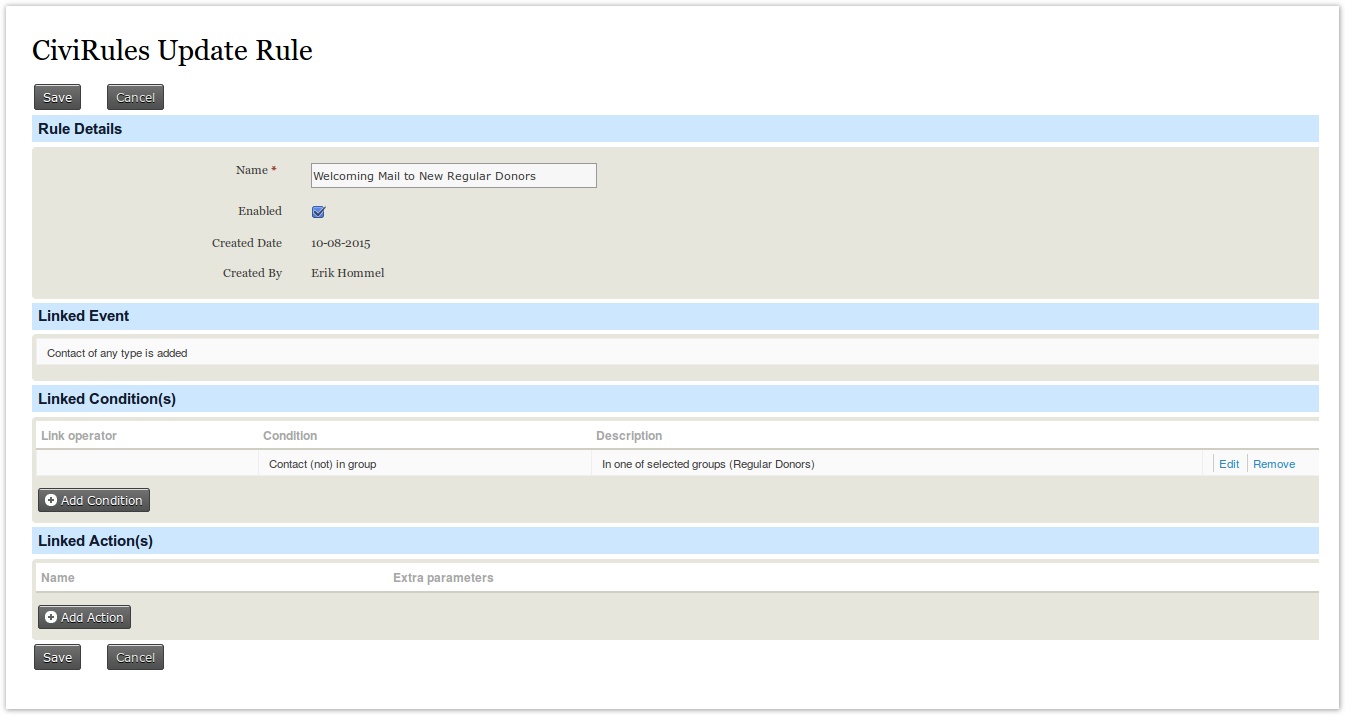 CiviRules Update Rule
Save Cancel
Rule Details
Name * Welcoming Mail to New Regular Donors
Enabled
Created Date 10-08-2015
Created By Erik Hommel
Linked Event
Contact of any type is added
Linked Condition(s)
Link operator Condition Description
Contact (not) in group In one of selected groups (Regular Donors) Edit Remove
Add Condition
Linked Action(s)
Name Extra parameters
Add Action
Save Cancel